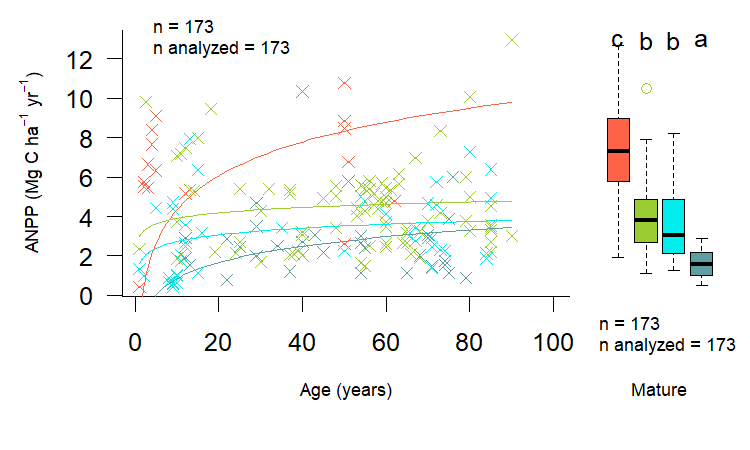 n = 173
n analyzed = 173
ANPP (Mg C ha⁻¹ yr⁻¹)
12
10
8
6
4
2
0
0 20 40 60 80 100
Age (years)
c b b a
n = 173
n analyzed = 173
Mature